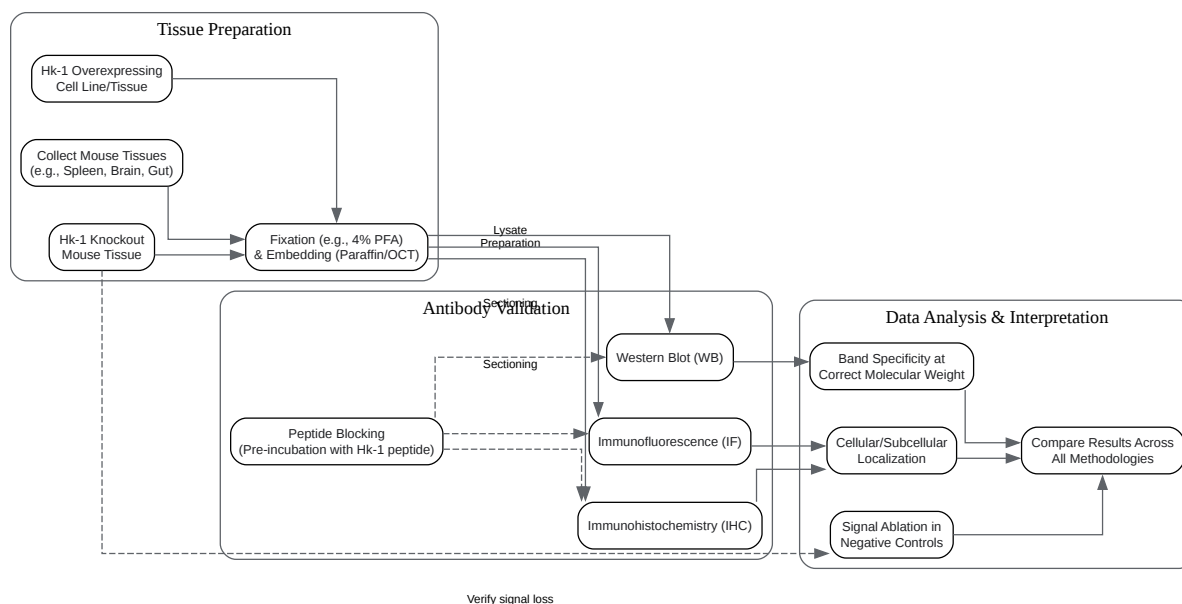 Tissue Preparation
Hk-1 Overexpressing
Cell Line/Tissue
Collect Mouse Tissues
(e.g., Spleen, Brain, Gut)
Hk-1 Knockout
Mouse Tissue
Fixation (e.g., 4% PFA)
& Embedding (Paraffin/OCT)
Lysate
Preparation
Sectioning
Antibody Validation
Sectioning
Western Blot (WB)
Peptide Blocking
(Pre-incubation with Hk-1 peptide)
Immunofluorescence (IF)
Immunohistochemistry (IHC)
Data Analysis & Interpretation
Band Specificity at
Correct Molecular Weight
Cellular/Subcellular
Localization
Compare Results Across
All Methodologies
Signal Ablation in
Negative Controls
Verify signal loss